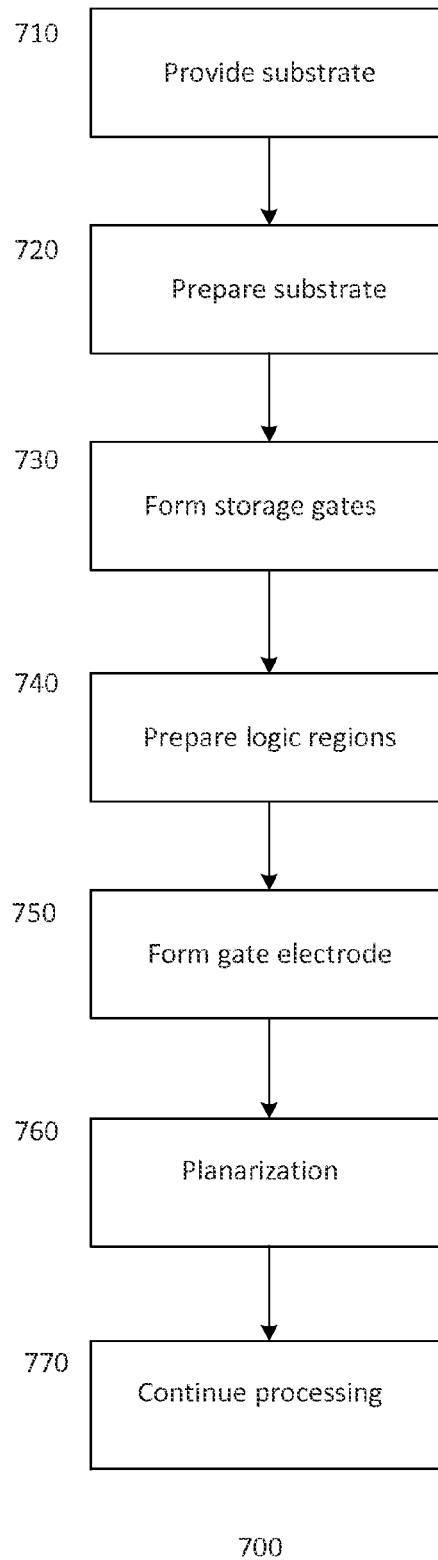 710
Provide substrate
720
Prepare substrate
730
Form storage gates
740
Prepare logic regions
750
Form gate electrode
760
Planarization
770
Continue processing
700